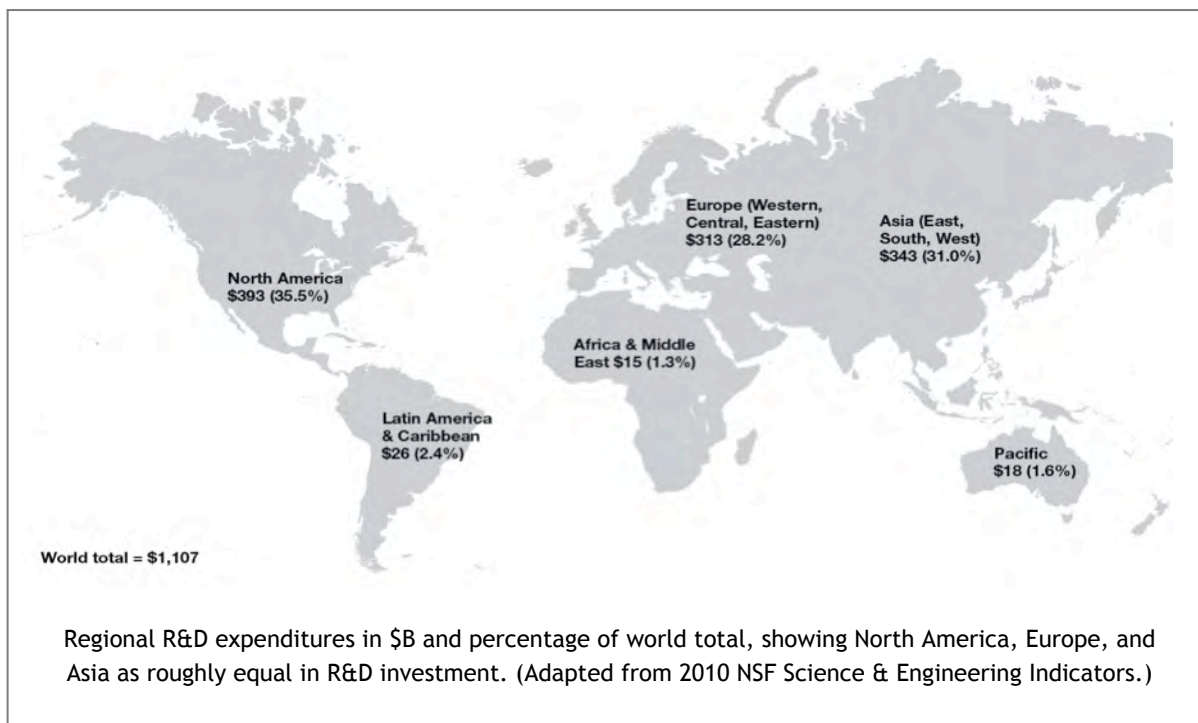 Europe (Western,
Central, Eastern)
$313 (28.2%)
Asia (East,
South, West)
$343 (31.0%)
North America
$393 (35.5%)
Africa & Middle
East $15 (1.3%)
Latin America
& Caribbean
$26 (2.4%)
Pacific
$18 (1.6%)
World total = $1,107
Regional R&D expenditures in $B and percentage of world total, showing North America, Europe, and
Asia as roughly equal in R&D investment. (Adapted from 2010 NSF Science & Engineering Indicators.)